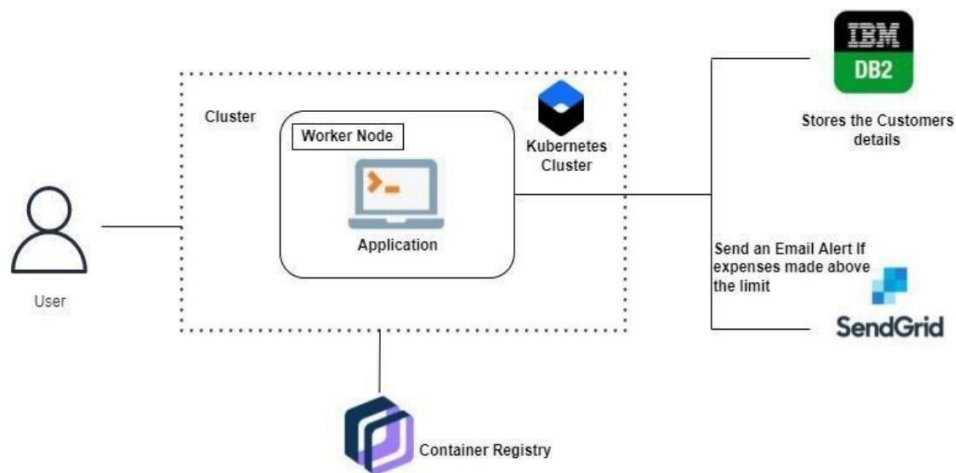 IBM
DB2
Stores the Customers
details
Cluster
Worker Node
Kubernetes
Cluster
Application
User
Send an Email Alert If
expenses made above
the limit
SendGrid
Container Registry